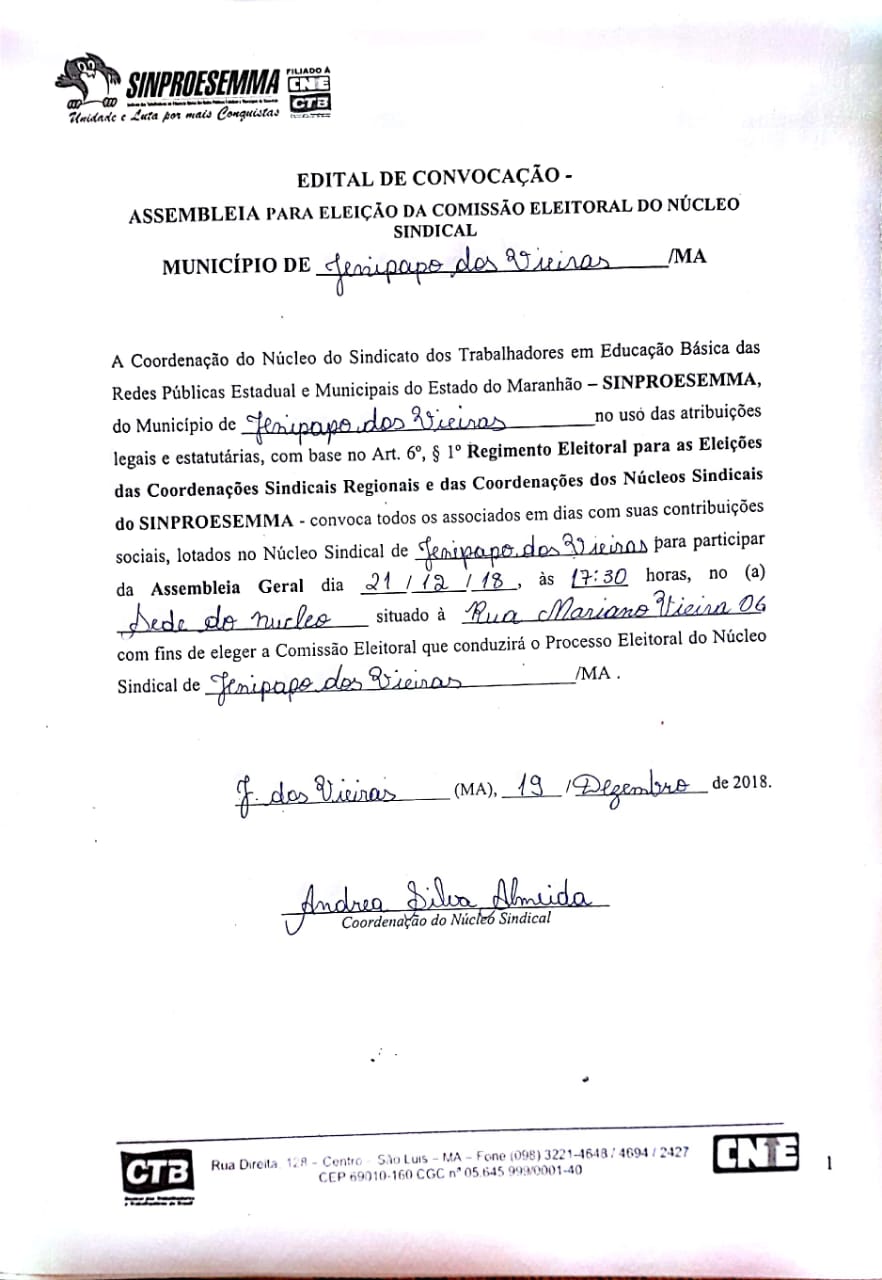 SINPROESEMMA
FILIADO À
CNTE
CTB
Unidade e Luta por mais Conquistas
EDITAL DE CONVOCAÇÃO -
ASSEMBLEIA PARA ELEIÇÃO DA COMISSÃO ELEITORAL DO NÚCLEO
SINDICAL
MUNICÍPIO DE Jenipapo dos Vieiras /MA
A Coordenação do Núcleo do Sindicato dos Trabalhadores em Educação Básica das
Redes Públicas Estadual e Municipais do Estado do Maranhão – SINPROESEMMA,
do Município de Jenipapo dos Vieiras no uso das atribuições
legais e estatutárias, com base no Art. 6º, § 1º Regimento Eleitoral para as Eleições
das Coordenações Sindicais Regionais e das Coordenações dos Núcleos Sindicais
do SINPROESEMMA - convoca todos os associados em dias com suas contribuições
sociais, lotados no Núcleo Sindical de Jenipapo dos Vieiras para participar
da Assembleia Geral dia 21/12/18, às 17:30 horas, no (a)
Sede do nucleo situado à Rua Mariano Vieira 06
com fins de eleger a Comissão Eleitoral que conduzirá o Processo Eleitoral do Núcleo
Sindical de Jenipapo dos Vieiras /MA .
J. dos Vieiras (MA), 19 /Dezembro de 2018.
Andrea Silva Almeida
Coordenação do Núcleo Sindical
CTB
Rua Direita, 128 – Centro – São Luis – MA – Fone (098) 3221-4648 / 4694 / 2427
CEP 69010-160 CGC nº 05.645.999/0001-40
CNTE
1